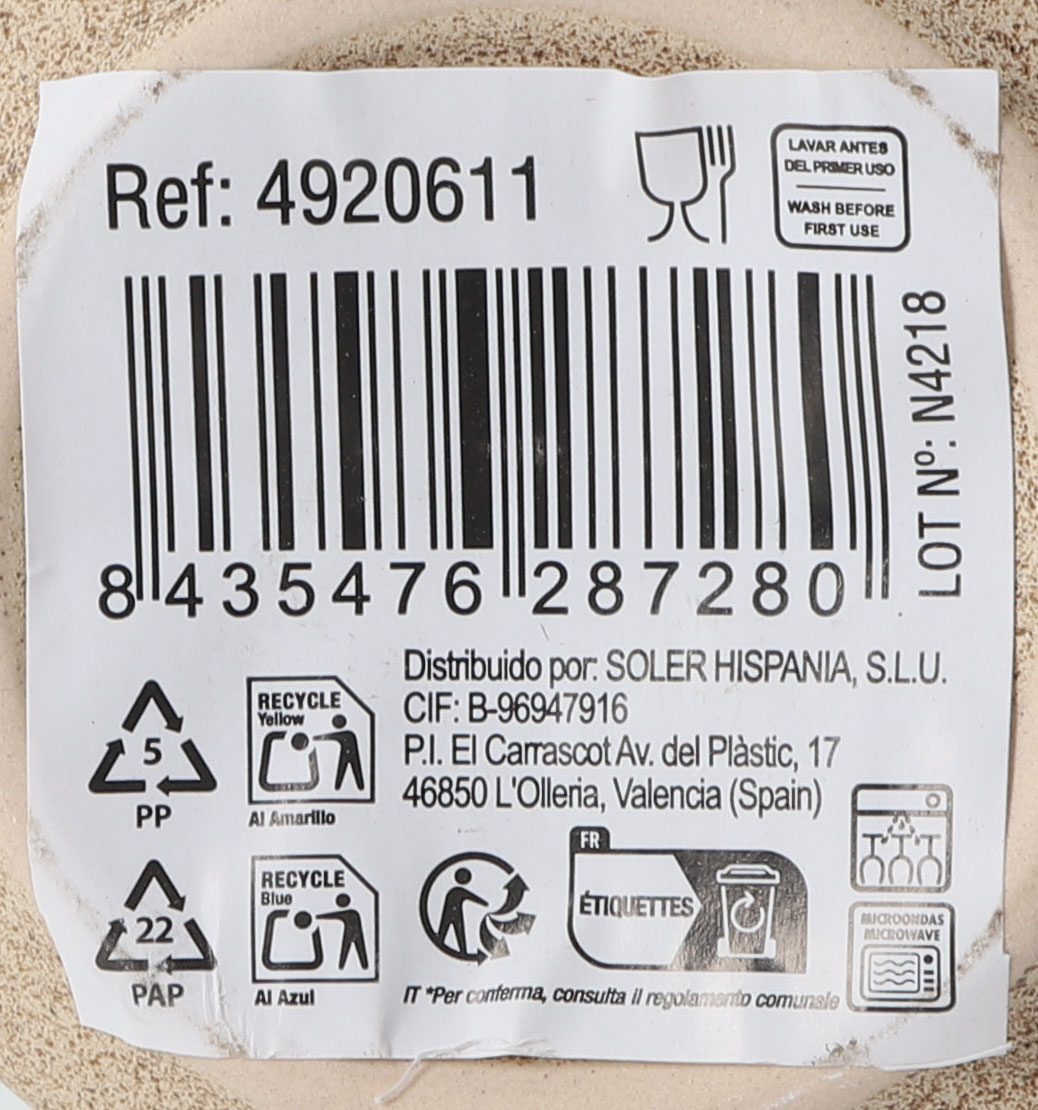 Ref: 4920611
LAVAR ANTES
DEL PRIMER USO
WASH BEFORE
FIRST USE
LOT Nº: N4218
8 435476 287280
Distribuido por: SOLER HISPANIA, S.L.U.
CIF: B-96947916
P.I. El Carrascot Av. del Plàstic, 17
46850 L'Olleria, Valencia (Spain)
5
PP
RECYCLE
Yellow
Al Amarillo
22
PAP
RECYCLE
Blue
Al Azul
FR
ÉTIQUETTES
MICROONDAS
MICROWAVE
IT *Per conferma, consulta il regolamento comunale